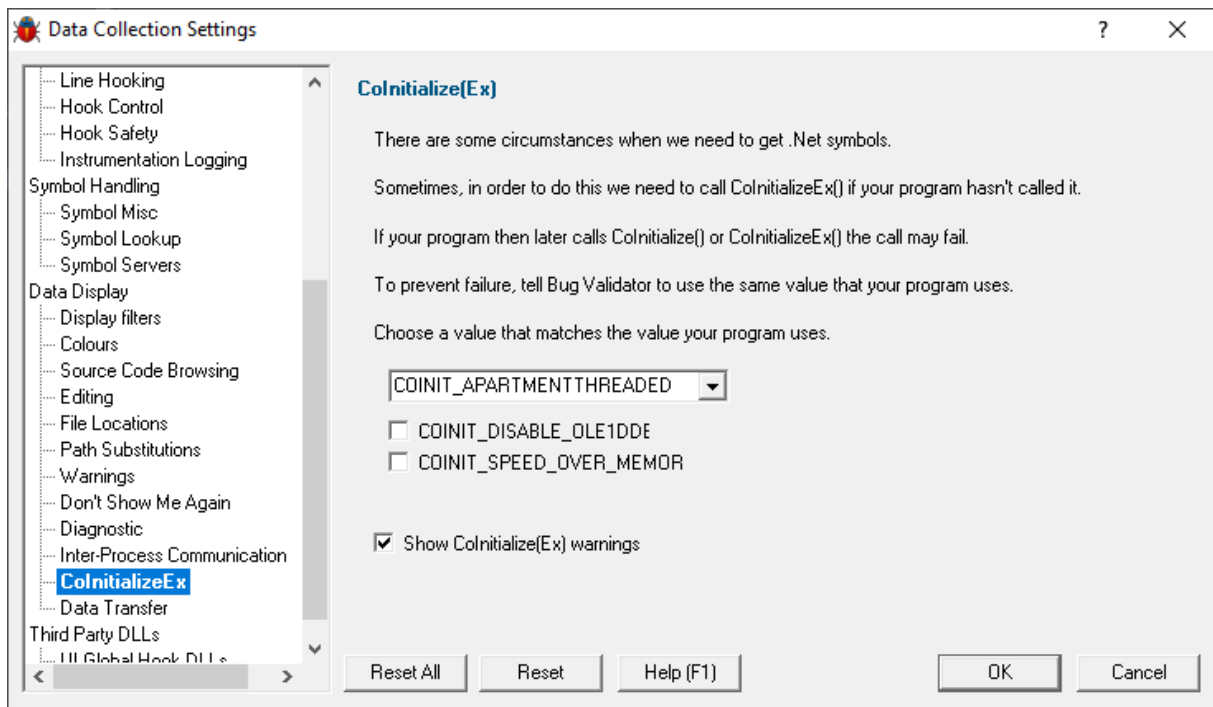 Data Collection Settings
?
Line Hooking
Hook Control
Hook Safety
Instrumentation Logging
Symbol Handling
Symbol Misc
Symbol Lookup
Symbol Servers
Data Display
Display filters
Colours
Source Code Browsing
Editing
File Locations
Path Substitutions
Warnings
Don't Show Me Again
Diagnostic
Inter-Process Communication
CoInitializeEx
Data Transfer
Third Party DLLs
UI Global Hook DLLs
CoInitialize(Ex)
There are some circumstances when we need to get .Net symbols.
Sometimes, in order to do this we need to call CoInitializeEx() if your program hasn't called it.
If your program then later calls CoInitialize() or CoInitializeEx() the call may fail.
To prevent failure, tell Bug Validator to use the same value that your program uses.
Choose a value that matches the value your program uses.
COINIT_APARTMENTTHREADED
COINIT_DISABLE_OLE1DDE
COINIT_SPEED_OVER_MEMOR
Show CoInitialize(Ex) warnings
Reset All
Reset
Help (F1)
OK
Cancel